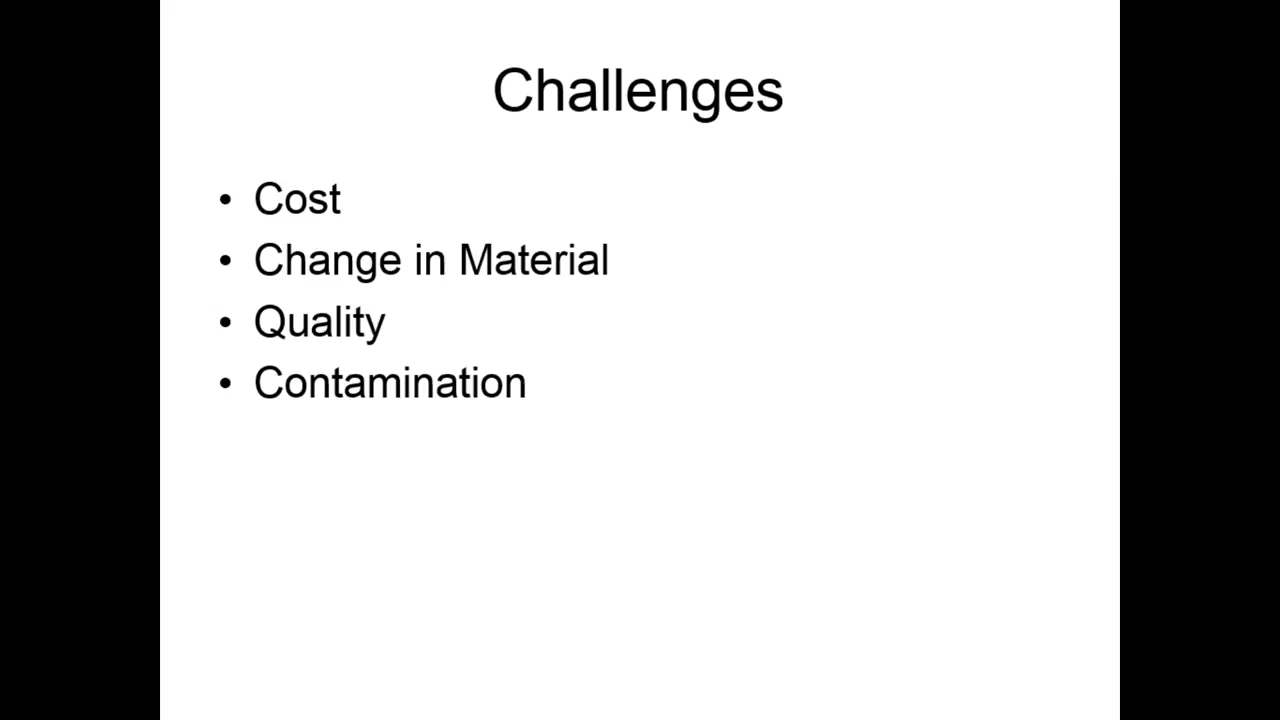 Challenges
• Cost
• Change in Material
• Quality
• Contamination